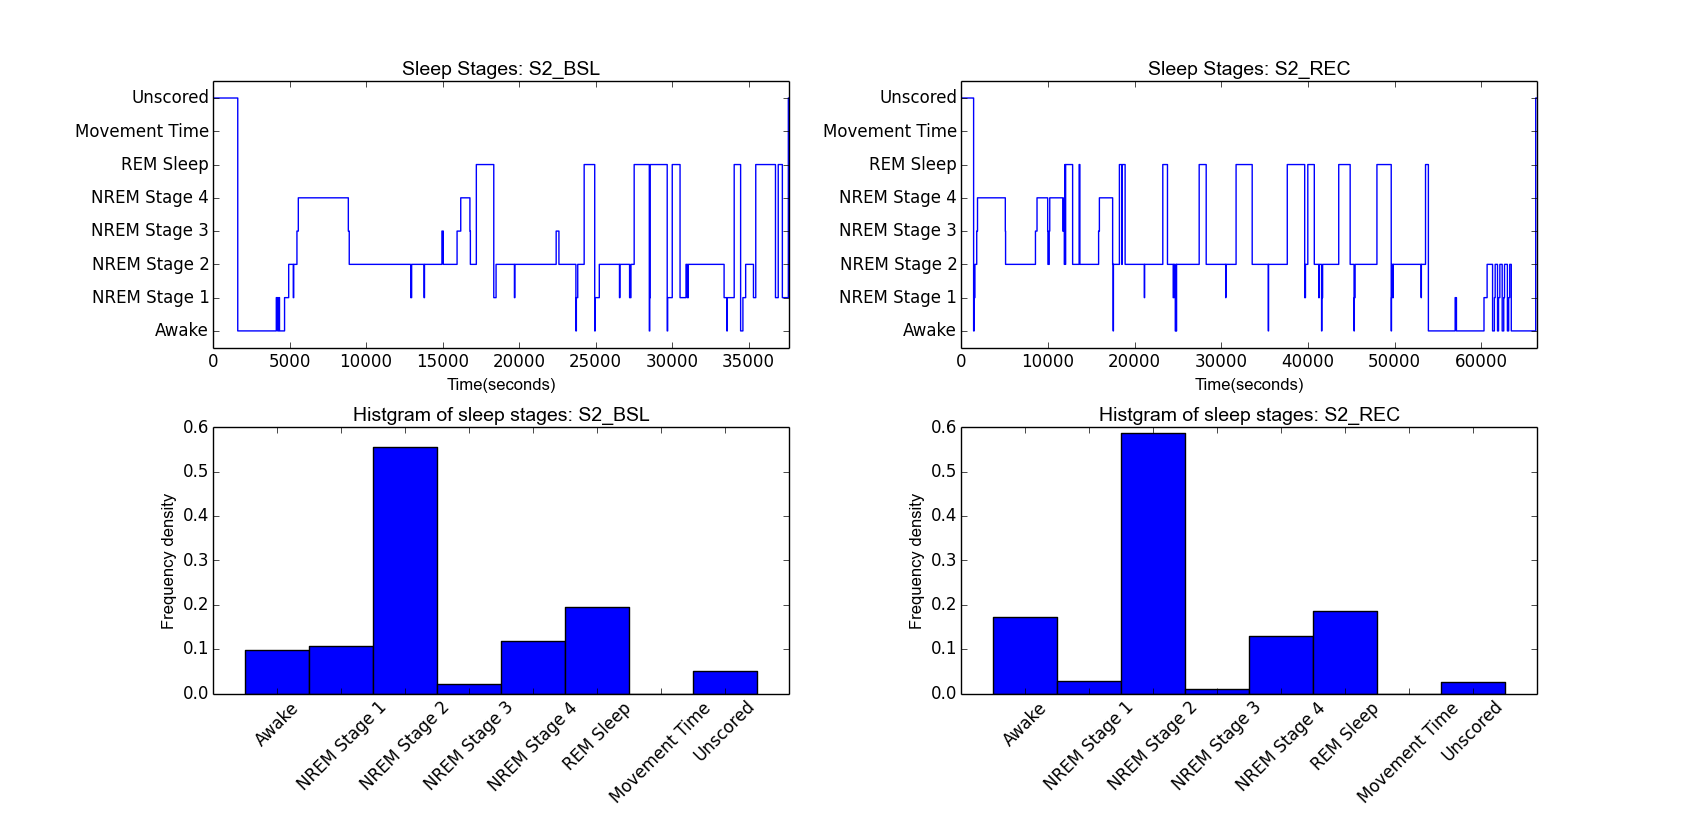 Sleep Stages: S2_BSL
Unscored
Movement Time
REM Sleep
NREM Stage 4
NREM Stage 3
NREM Stage 2
NREM Stage 1
Awake
0 5000 10000 15000 20000 25000 30000 35000
Time(seconds)
Sleep Stages: S2_REC
Unscored
Movement Time
REM Sleep
NREM Stage 4
NREM Stage 3
NREM Stage 2
NREM Stage 1
Awake
0 10000 20000 30000 40000 50000 60000
Time(seconds)
Histgram of sleep stages: S2_BSL
Frequency density
0.6
0.5
0.4
0.3
0.2
0.1
0.0
Awake
NREM Stage 1
NREM Stage 2
NREM Stage 3
NREM Stage 4
REM Sleep
Movement Time
Unscored
Histgram of sleep stages: S2_REC
Frequency density
0.6
0.5
0.4
0.3
0.2
0.1
0.0
Awake
NREM Stage 1
NREM Stage 2
NREM Stage 3
NREM Stage 4
REM Sleep
Movement Time
Unscored